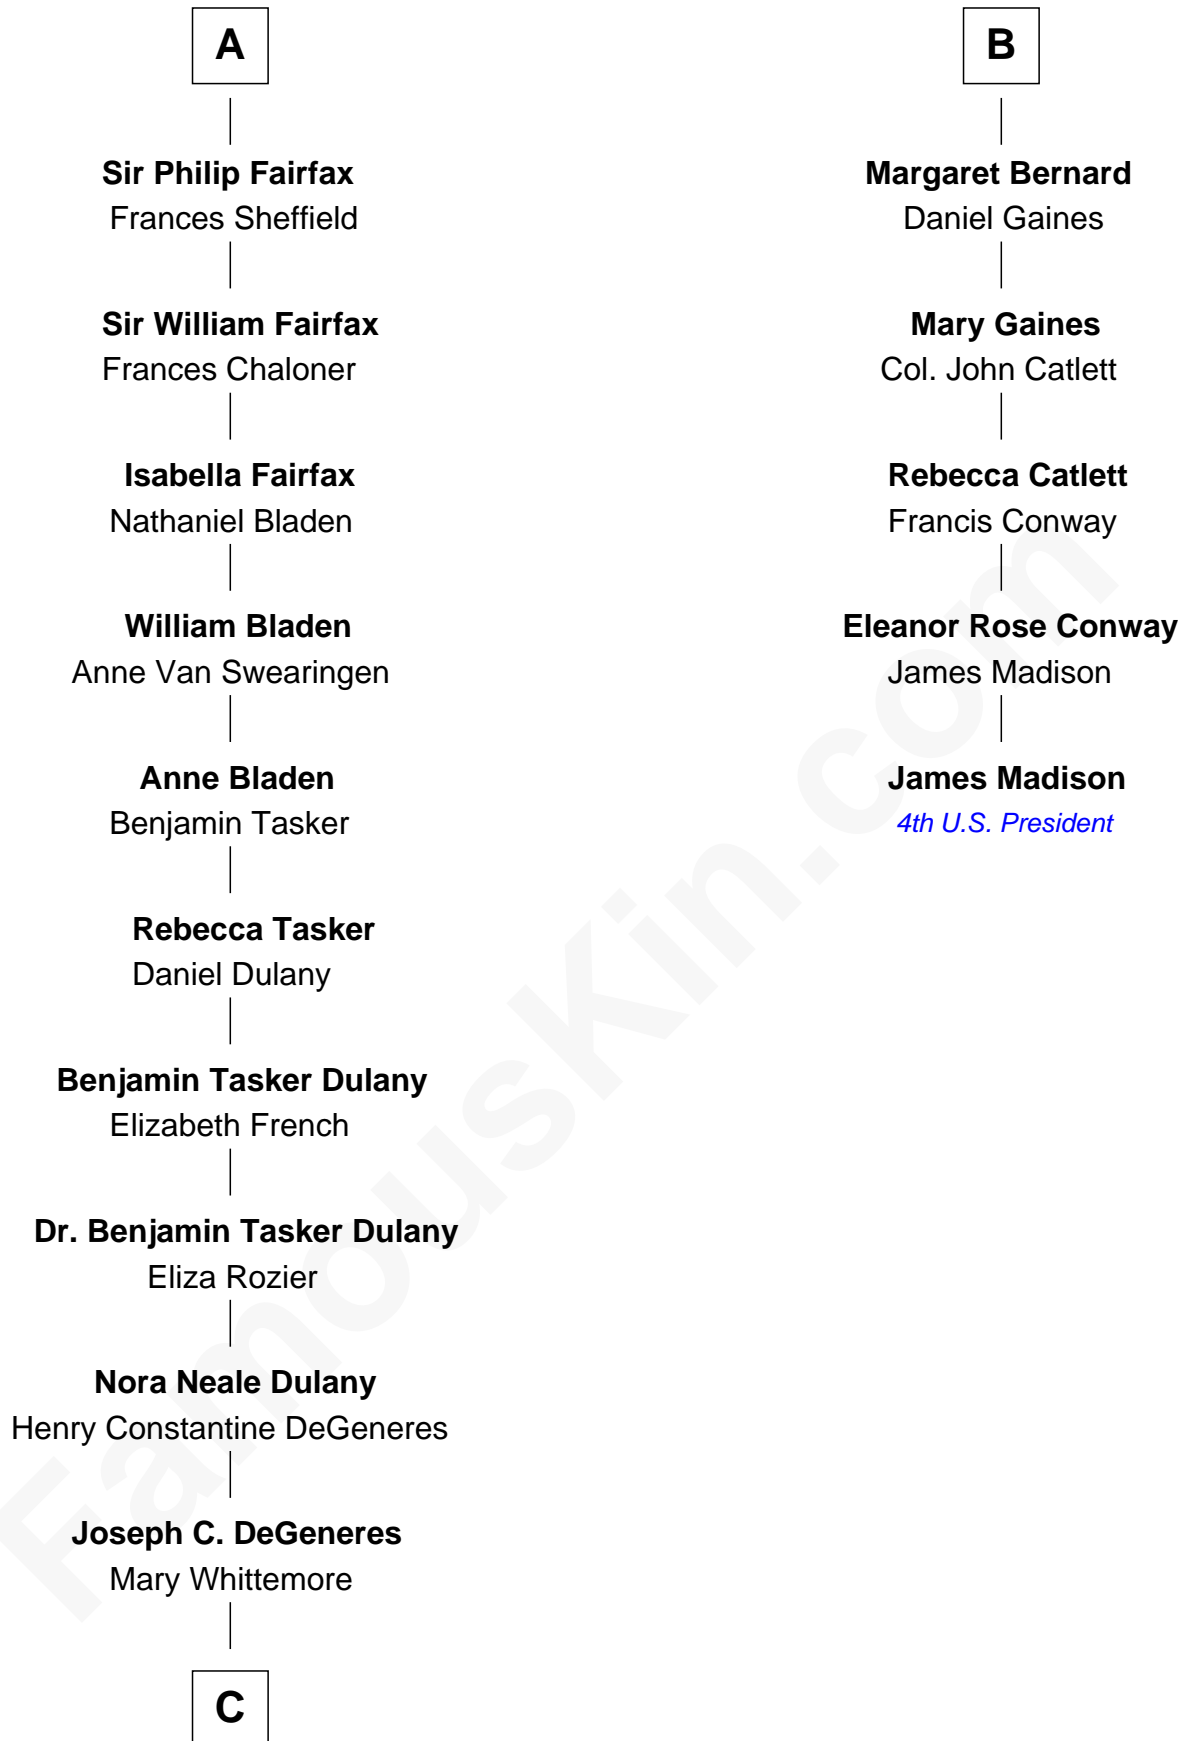 A
Sir Philip Fairfax
Frances Sheffield
Sir William Fairfax
Frances Chaloner
Isabella Fairfax
Nathaniel Bladen
William Bladen
Anne Van Swearingen
Anne Bladen
Benjamin Tasker
Rebecca Tasker
Daniel Dulany
Benjamin Tasker Dulany
Elizabeth French
Dr. Benjamin Tasker Dulany
Eliza Rozier
Nora Neale Dulany
Henry Constantine DeGeneres
Joseph C. DeGeneres
Mary Whittemore
C
B
Margaret Bernard
Daniel Gaines
Mary Gaines
Col. John Catlett
Rebecca Catlett
Francis Conway
Eleanor Rose Conway
James Madison
James Madison
4th U.S. President
FamousKin.com